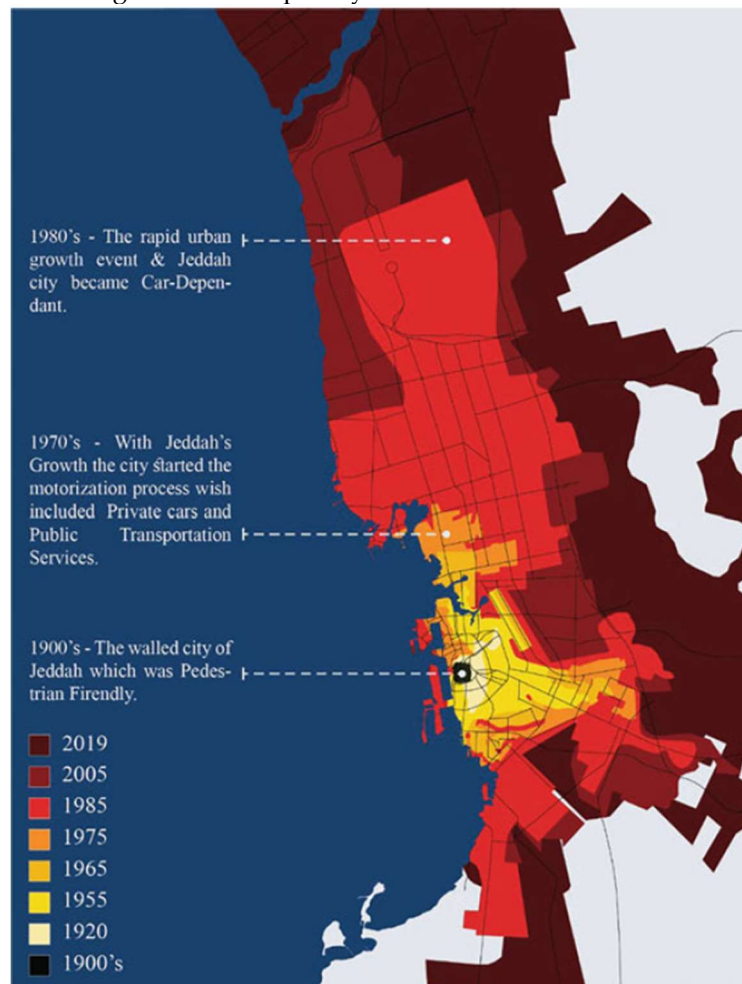 1980's - The rapid urban
growth event & Jeddah
city became Car-Depen-
dant.
1970's - With Jeddah's
Growth the city started the
motorization process wish
included Private cars and
Public Transportation
Services.
1900's - The walled city of
Jeddah which was Pedes-
trian Firendly.
2019
2005
1985
1975
1965
1955
1920
1900's